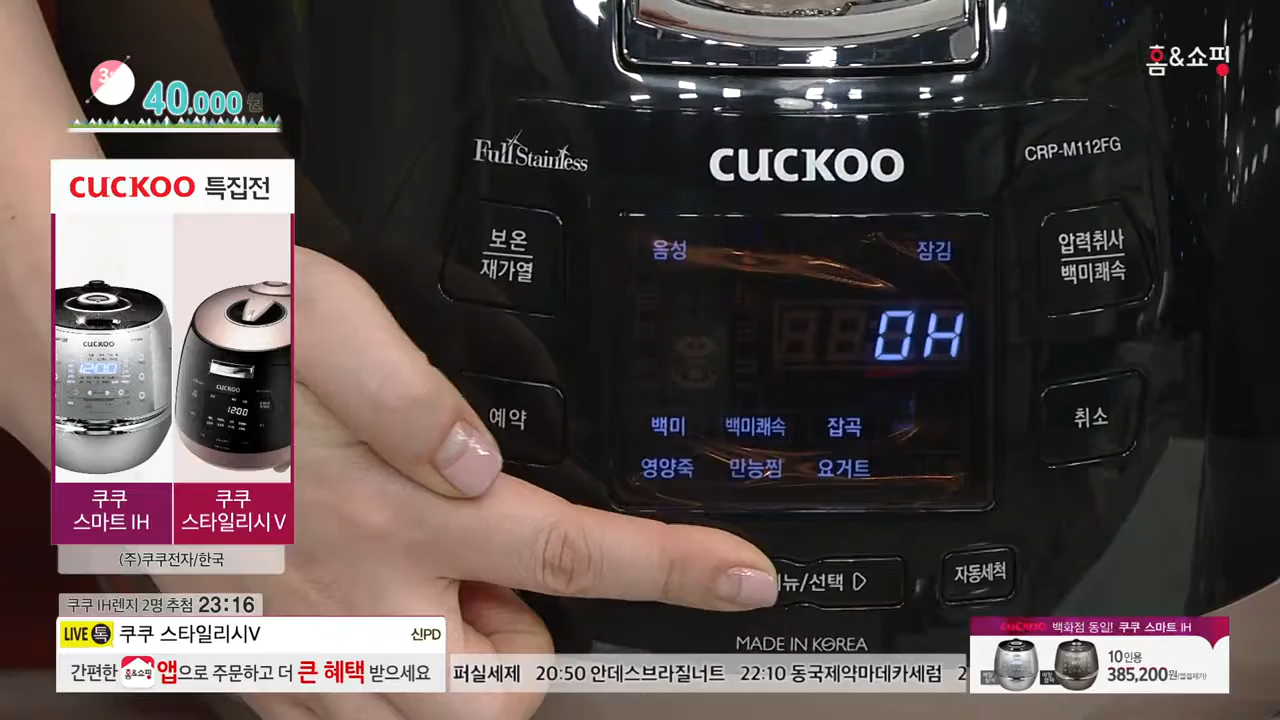 홈&쇼핑
40,000원
CUCKOO 특집전
CUCKOO
1200
CUCKOO
1200
쿠쿠
스마트 IH
쿠쿠
스타일리시 V
(주)쿠쿠전자/한국
Full Stainless
CUCKOO
CRP-M112FG
보온
재가열
음성
잠김
압력취사
백미쾌속
0H
예약
취소
백미 백미쾌속 잡곡
영양죽 만능찜 요거트
뉴/선택 ▷
자동세척
MADE IN KOREA
쿠쿠 IH렌지 2명 추첨 23:16
LIVE톡 쿠쿠 스타일리시V 신PD
간편한 홈&쇼핑 앱으로 주문하고 더 큰 혜택 받으세요
퍼실세제 20:50 안데스브라질너트 22:10 동국제약마데카세럼 2
CUCKOO 백화점 동일! 쿠쿠 스마트 IH
10인용
385,200원(앱결제가)